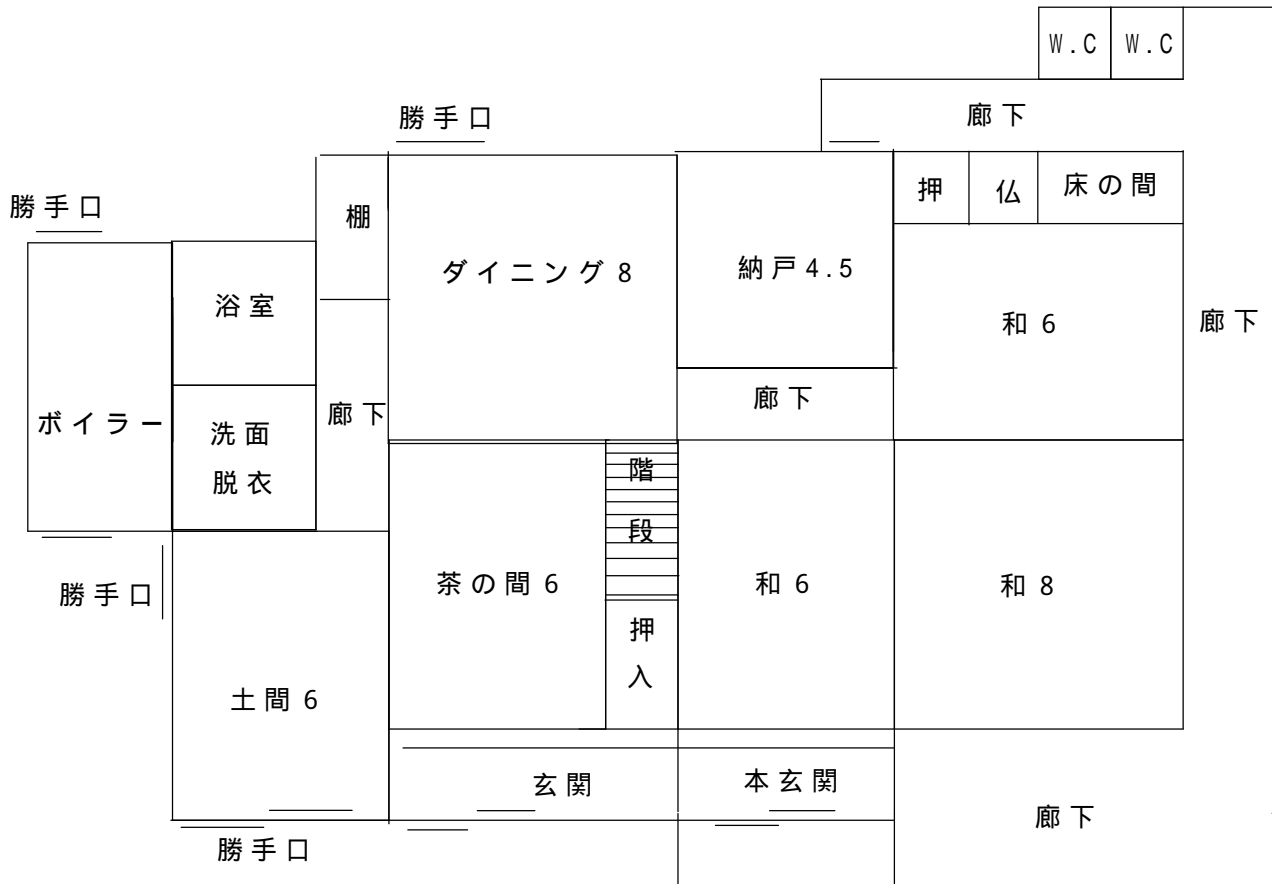 W.C
W.C
勝手口
廊下
勝手口
棚
ダイニング8
納戸4.5
押
仏
床の間
浴室
和6
廊下
ボイラー
洗面
脱衣
廊下
廊下
階
段
勝手口
茶の間6
和6
和8
押
入
土間6
玄関
本玄関
廊下
勝手口